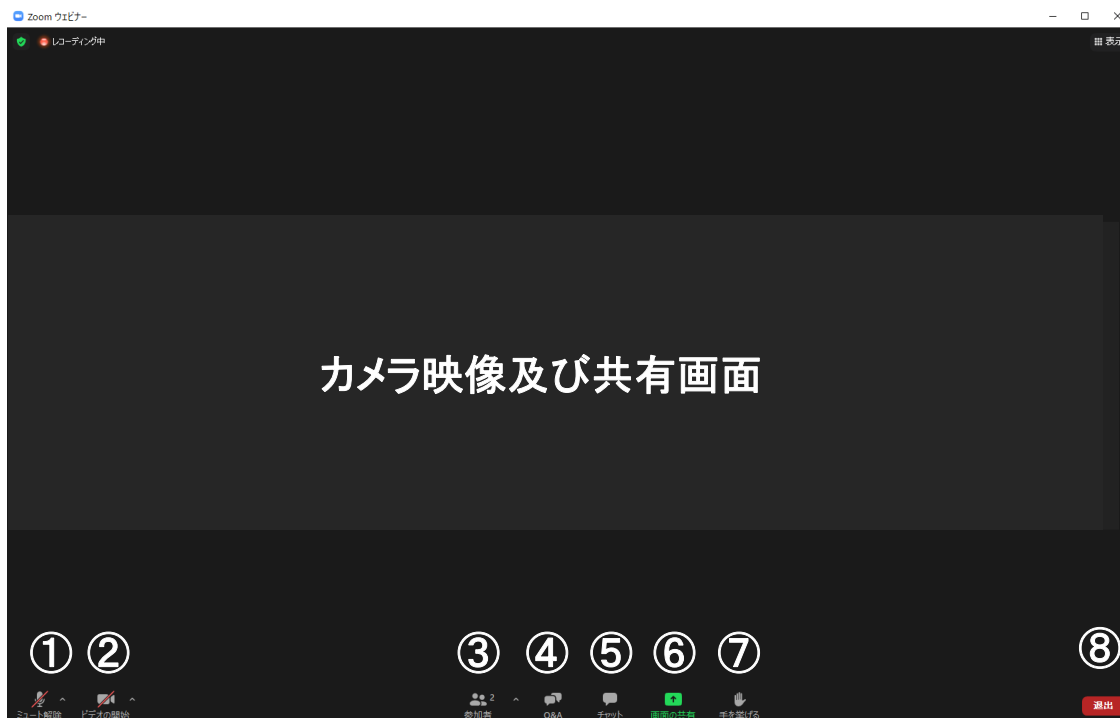 Zoom ウェビナー
レコーディング中
表示
カメラ映像及び共有画面
① ② ③ ④ ⑤ ⑥ ⑦ ⑧
ミュート解除 ビデオの開始 参加者 2 Q&A チャット 画面の共有 手を挙げる 退出